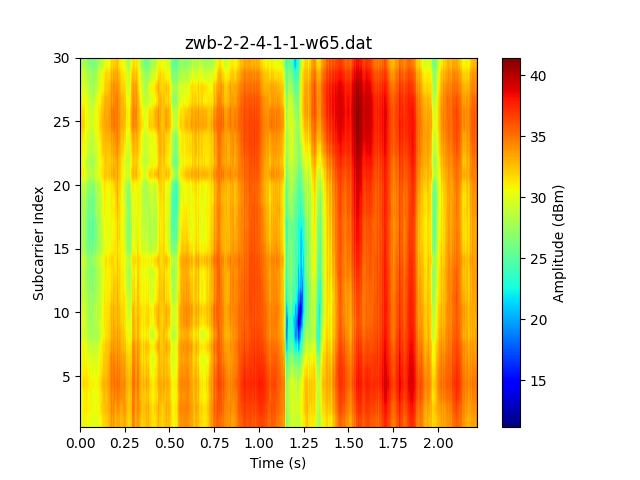 zwb-2-2-4-1-1-w65.dat
30
25
20
15
10
5
Subcarrier Index
0.00 0.25 0.50 0.75 1.00 1.25 1.50 1.75 2.00
Time (s)
40
35
30
25
20
15
Amplitude (dBm)